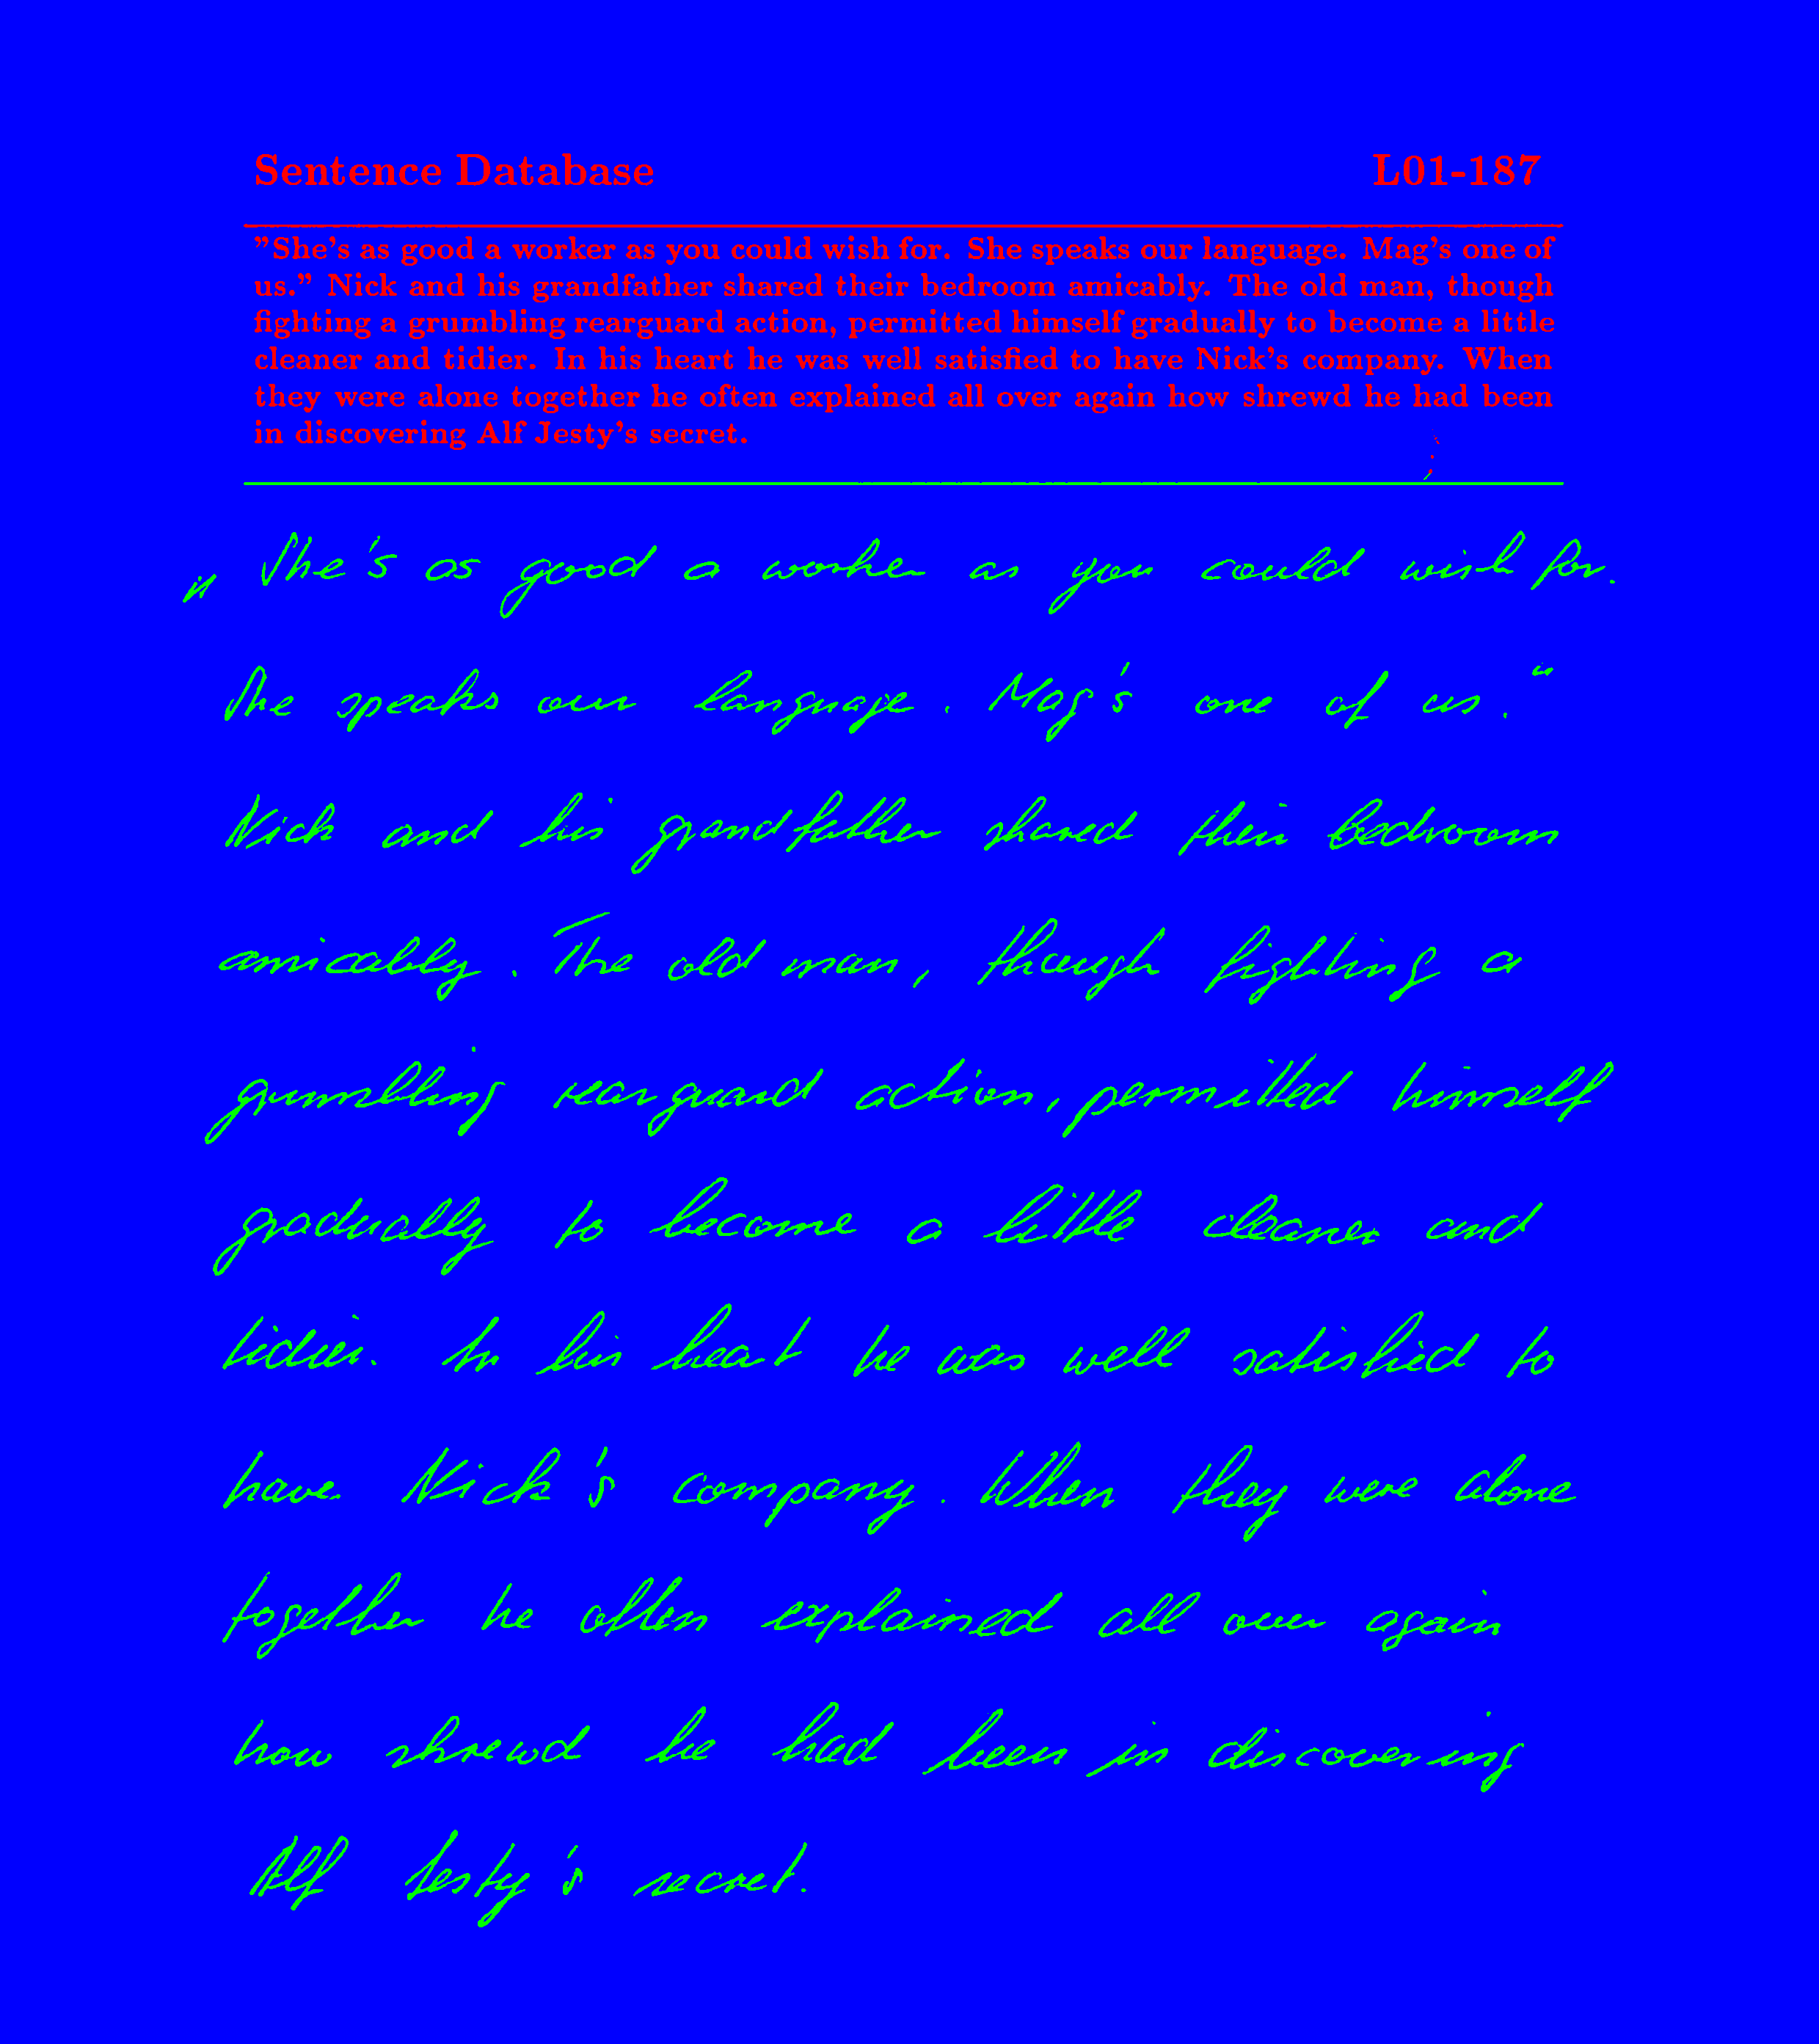 Sentence Database L01-187
"She's as good a worker as you could wish for. She speaks our language. Mag's one of
us." Nick and his grandfather shared their bedroom amicably. The old man, though
fighting a grumbling rearguard action, permitted himself gradually to become a little
cleaner and tidier. In his heart he was well satisfied to have Nick's company. When
they were alone together he often explained all over again how shrewd he had been
in discovering Alf Jesty's secret.
" She's as good a worker as you could wish for.
She speaks our language. Mag's one of us."
Nick and his grandfather shared their bedroom
amicably. The old man, though fighting a
grumbling rearguard action, permitted himself
gradually to become a little cleaner and
tidier. In his heart he was well satisfied to
have Nick's company. When they were alone
together he often explained all over again
how shrewd he had been in discovering
Alf Jesty's secret.